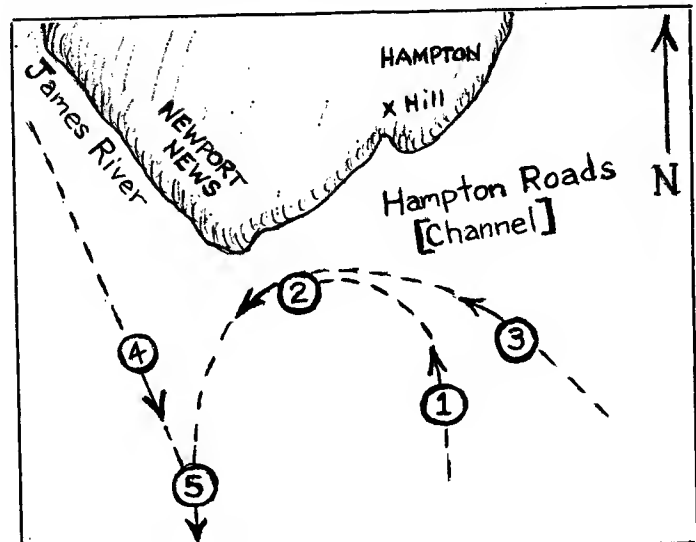 HAMPTON
x Hill
James River
NEWPORT
NEWS
Hampton Roads
[Channel]
N
2
3
4
1
5